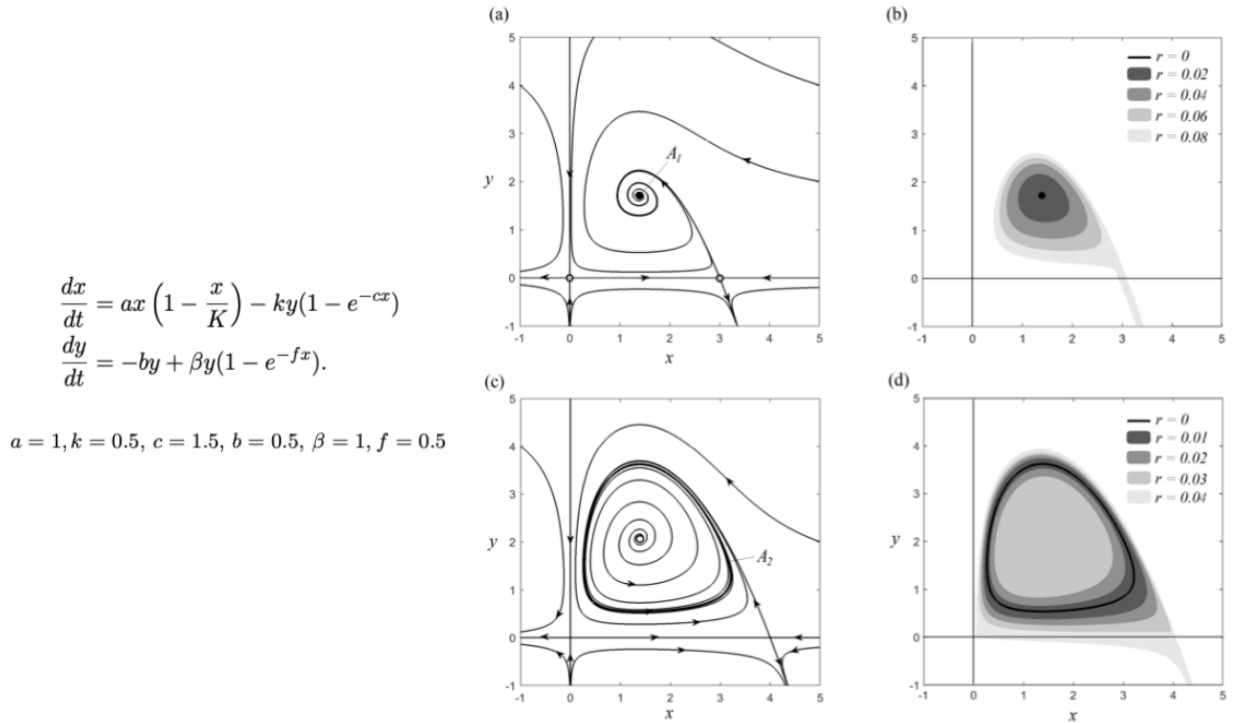 dx/dt = ax(1 − x/K) − ky(1 − e^{−cx})
dy/dt = −by + βy(1 − e^{−fx}).
a = 1, k = 0.5, c = 1.5, b = 0.5, β = 1, f = 0.5
(a)
5
4
3
y 2
1
0
-1
-1 0 1 2 3 4 5
x
A₁
(b)
5
4
3
2
1
0
-1
-1 0 1 2 3 4 5
r = 0
r = 0.02
r = 0.04
r = 0.06
r = 0.08
(c)
5
4
3
y 2
1
0
-1
-1 0 1 2 3 4 5
x
A₂
(d)
5
4
3
y 2
1
0
-1
-1 0 1 2 3 4 5
x
r = 0
r = 0.01
r = 0.02
r = 0.03
r = 0.04